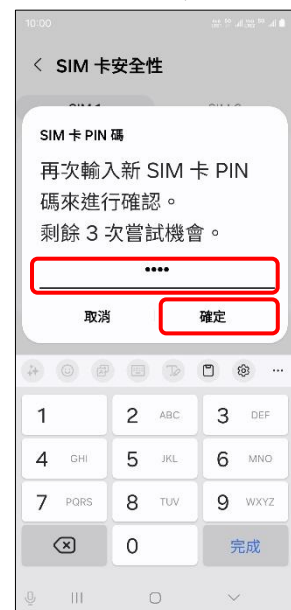 10:00
SIM 卡安全性
SIM 卡 PIN 碼
再次輸入新 SIM 卡 PIN
碼來進行確認。
剩餘 3 次嘗試機會。
••••
取消 確定
1 2 ABC 3 DEF
4 GHI 5 JKL 6 MNO
7 PQRS 8 TUV 9 WXYZ
0 完成